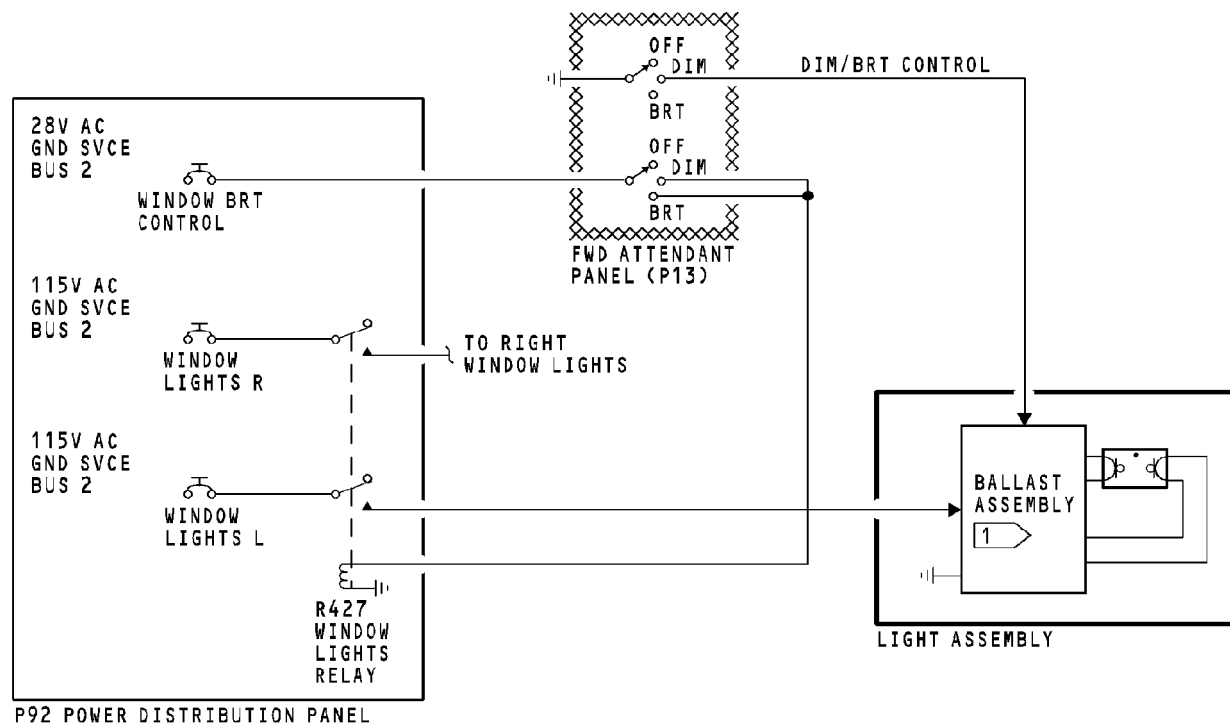 OFF
DIM
BRT
DIM/BRT CONTROL
28V AC
GND SVCE
BUS 2
WINDOW BRT
CONTROL
OFF
DIM
BRT
FWD ATTENDANT
PANEL (P13)
115V AC
GND SVCE
BUS 2
WINDOW
LIGHTS R
TO RIGHT
WINDOW LIGHTS
115V AC
GND SVCE
BUS 2
WINDOW
LIGHTS L
R427
WINDOW
LIGHTS
RELAY
BALLAST
ASSEMBLY
1
LIGHT ASSEMBLY
P92 POWER DISTRIBUTION PANEL